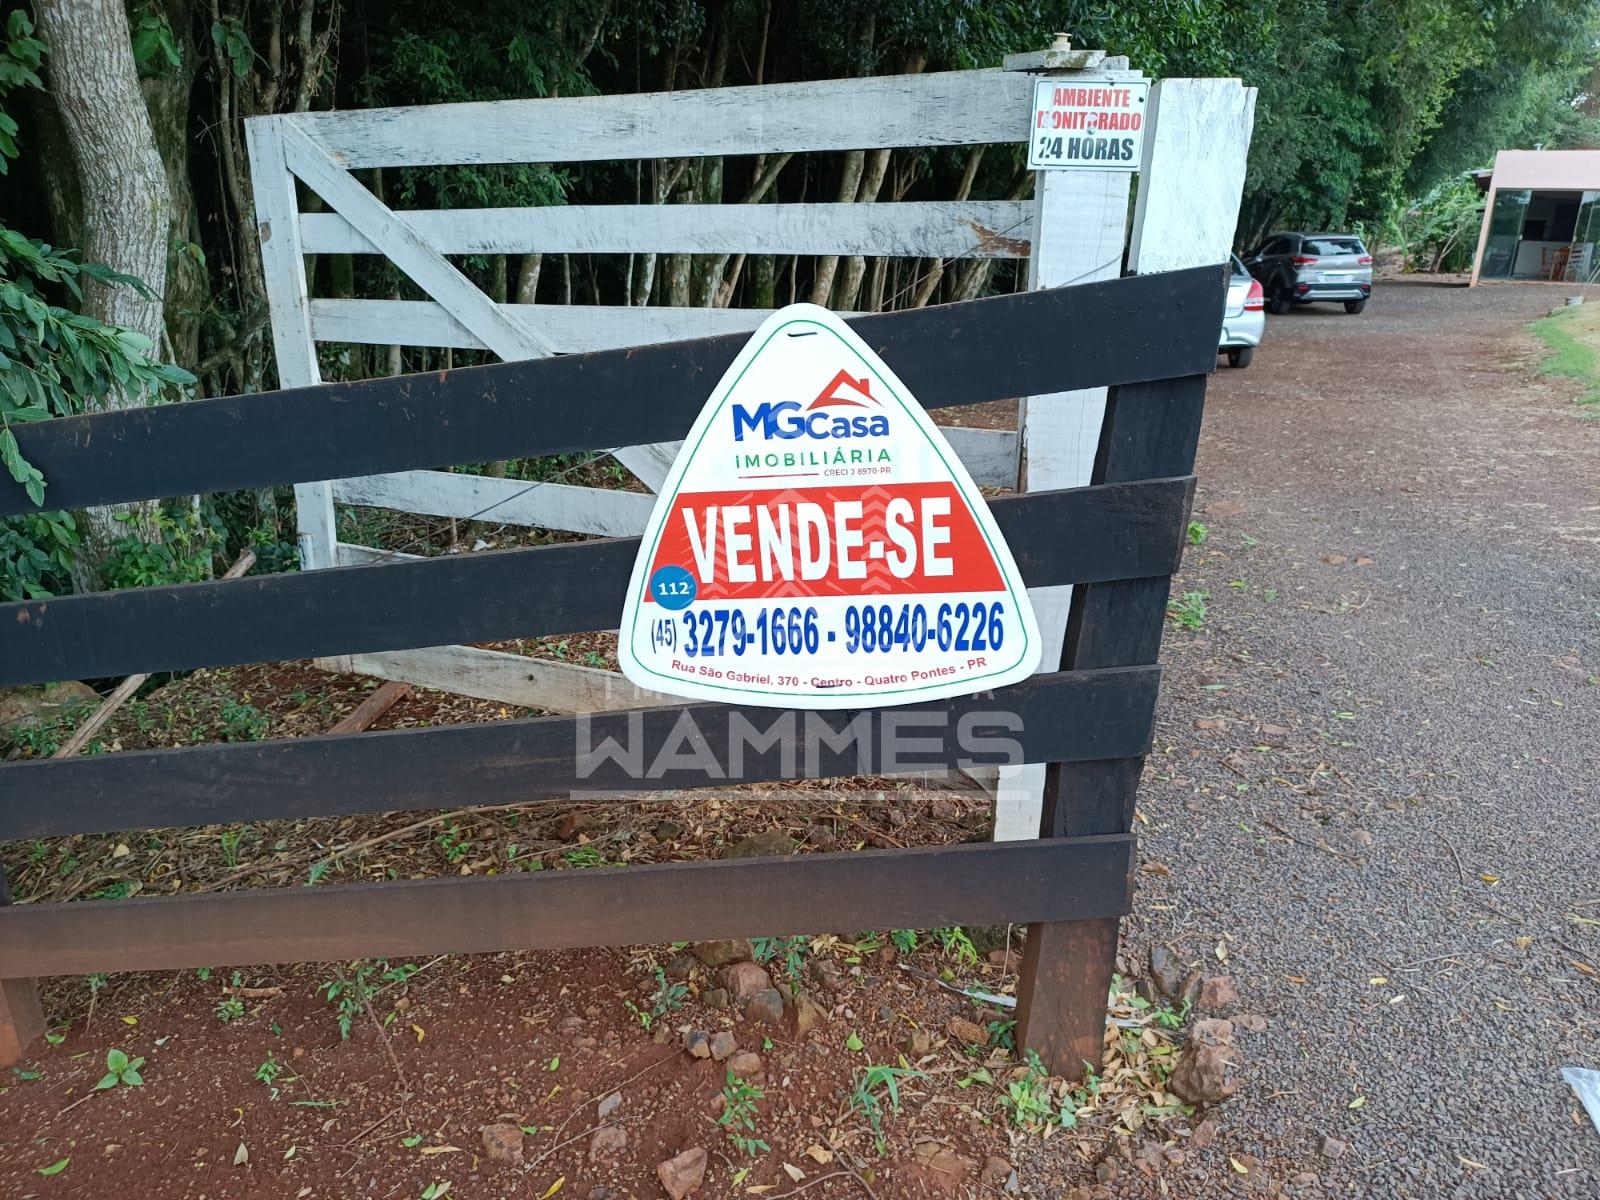 AMBIENTE
MONITORADO
24 HORAS
MGCasa
IMOBILIÁRIA
CRECI J 8970-PR
VENDE-SE
112
(45) 3279-1666 - 98840-6226
Rua São Gabriel, 370 - Centro - Quatro Pontes - PR
WAMMES